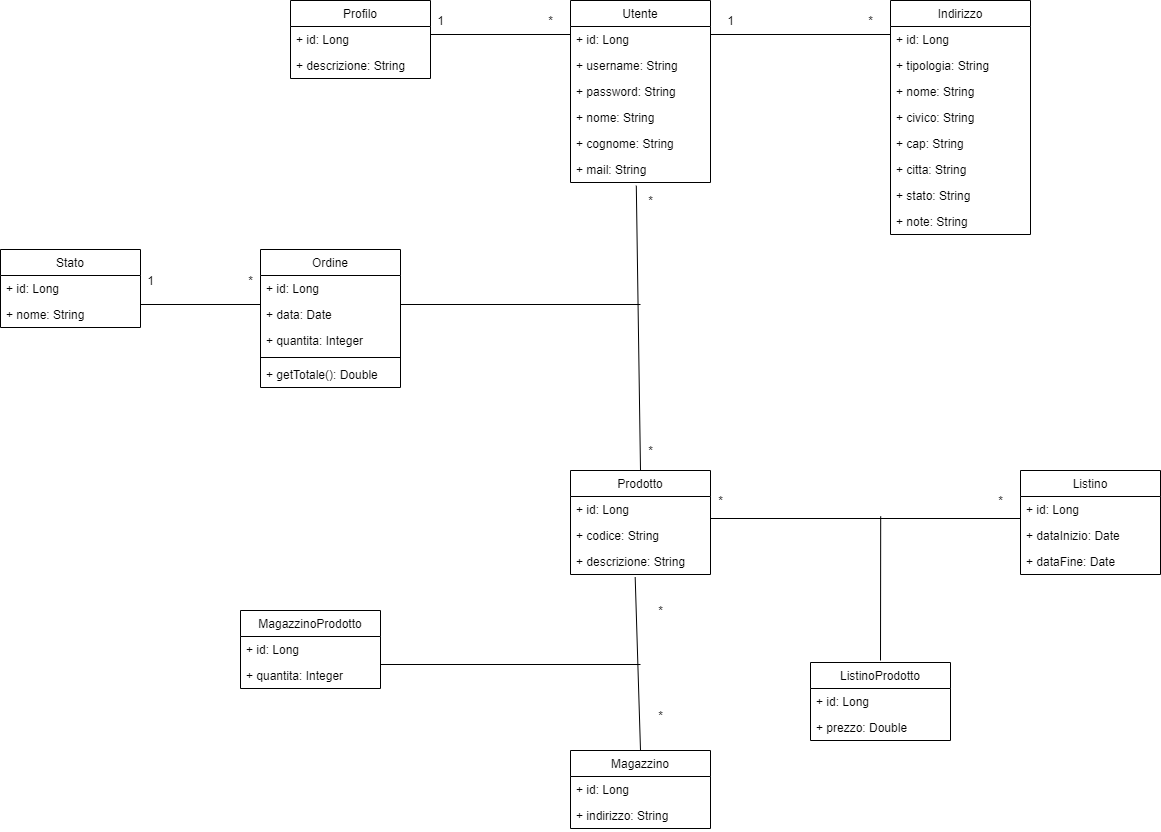 Profilo
+ id: Long
+ descrizione: String
1
*
Utente
+ id: Long
+ username: String
+ password: String
+ nome: String
+ cognome: String
+ mail: String
1
*
Indirizzo
+ id: Long
+ tipologia: String
+ nome: String
+ civico: String
+ cap: String
+ citta: String
+ stato: String
+ note: String
*
Stato
+ id: Long
+ nome: String
1
*
Ordine
+ id: Long
+ data: Date
+ quantita: Integer
+ getTotale(): Double
*
Prodotto
+ id: Long
+ codice: String
+ descrizione: String
*
*
Listino
+ id: Long
+ dataInizio: Date
+ dataFine: Date
*
MagazzinoProdotto
+ id: Long
+ quantita: Integer
ListinoProdotto
+ id: Long
+ prezzo: Double
*
Magazzino
+ id: Long
+ indirizzo: String